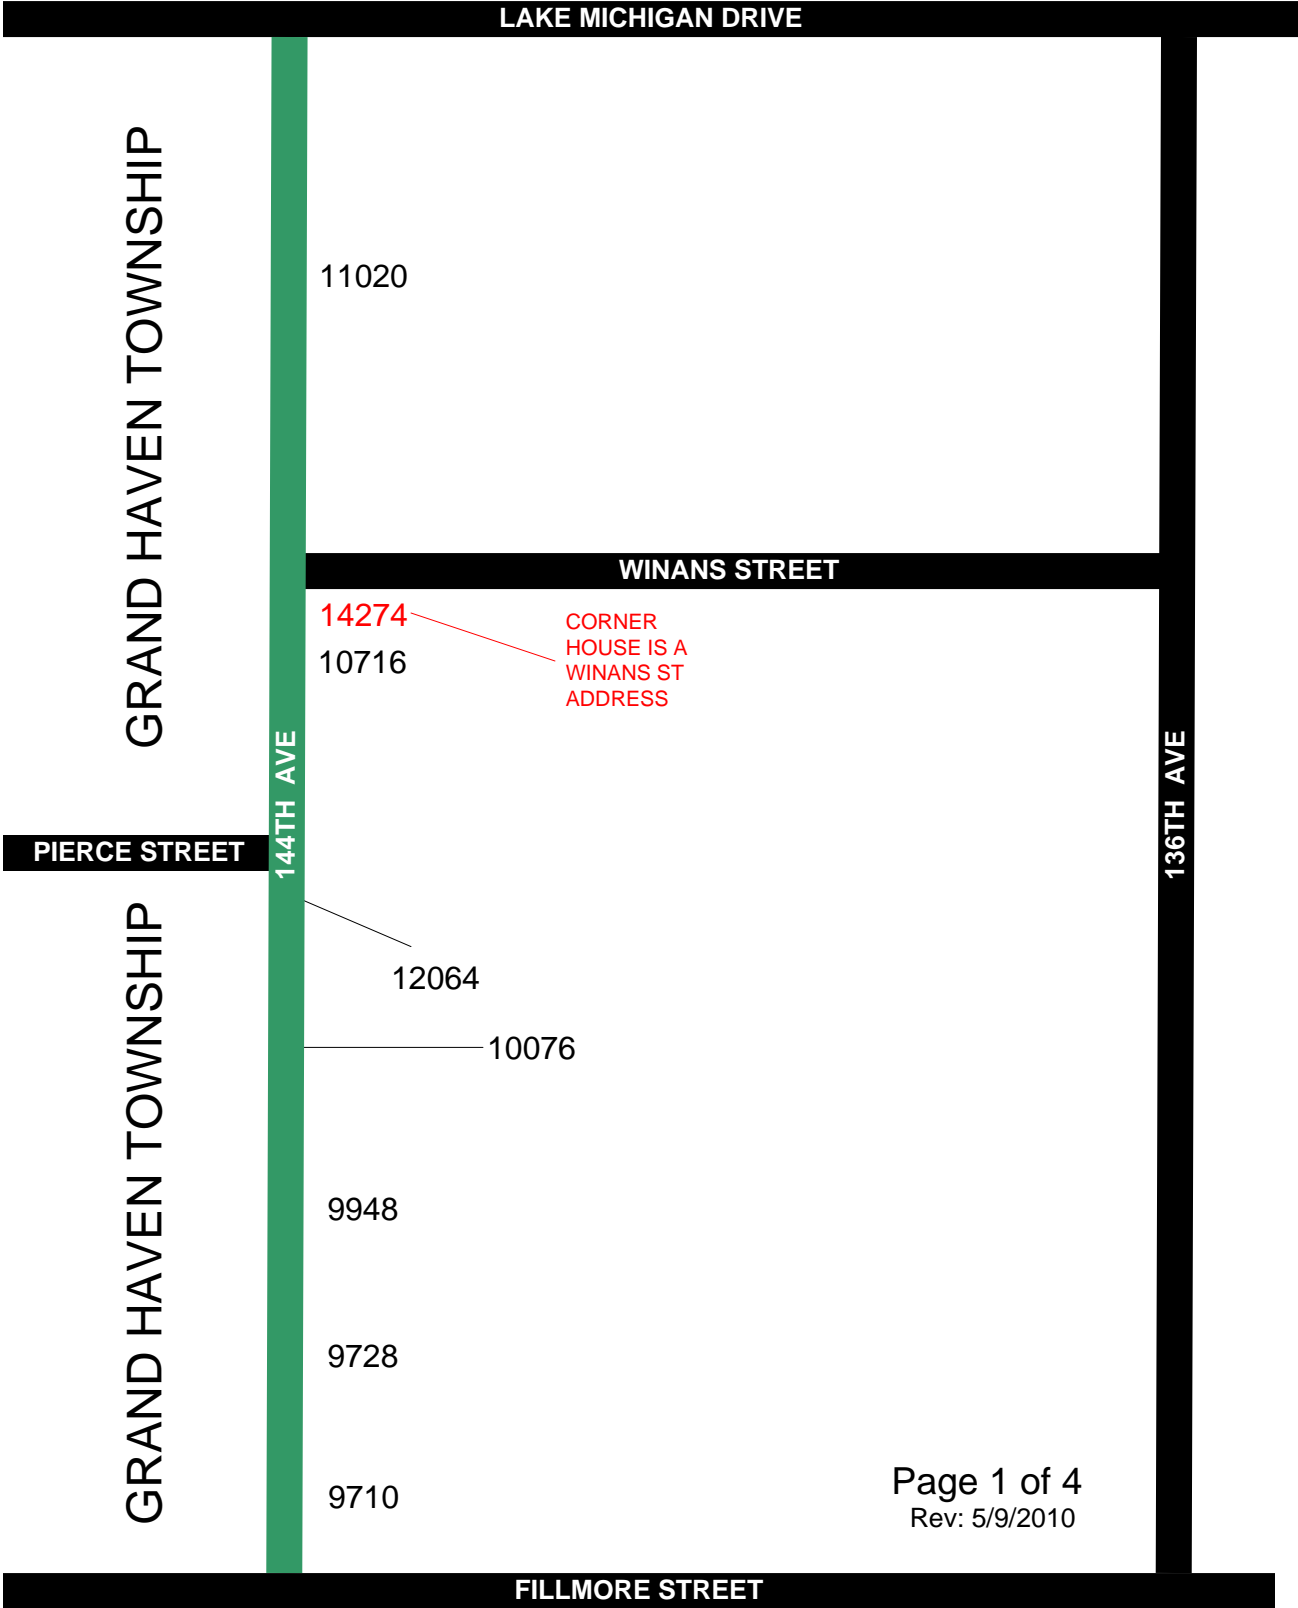 LAKE MICHIGAN DRIVE
GRAND HAVEN TOWNSHIP
11020
WINANS STREET
14274
CORNER
HOUSE IS A
WINANS ST
ADDRESS
10716
144TH AVE
136TH AVE
PIERCE STREET
GRAND HAVEN TOWNSHIP
12064
10076
9948
9728
9710
Page 1 of 4
Rev: 5/9/2010
FILLMORE STREET